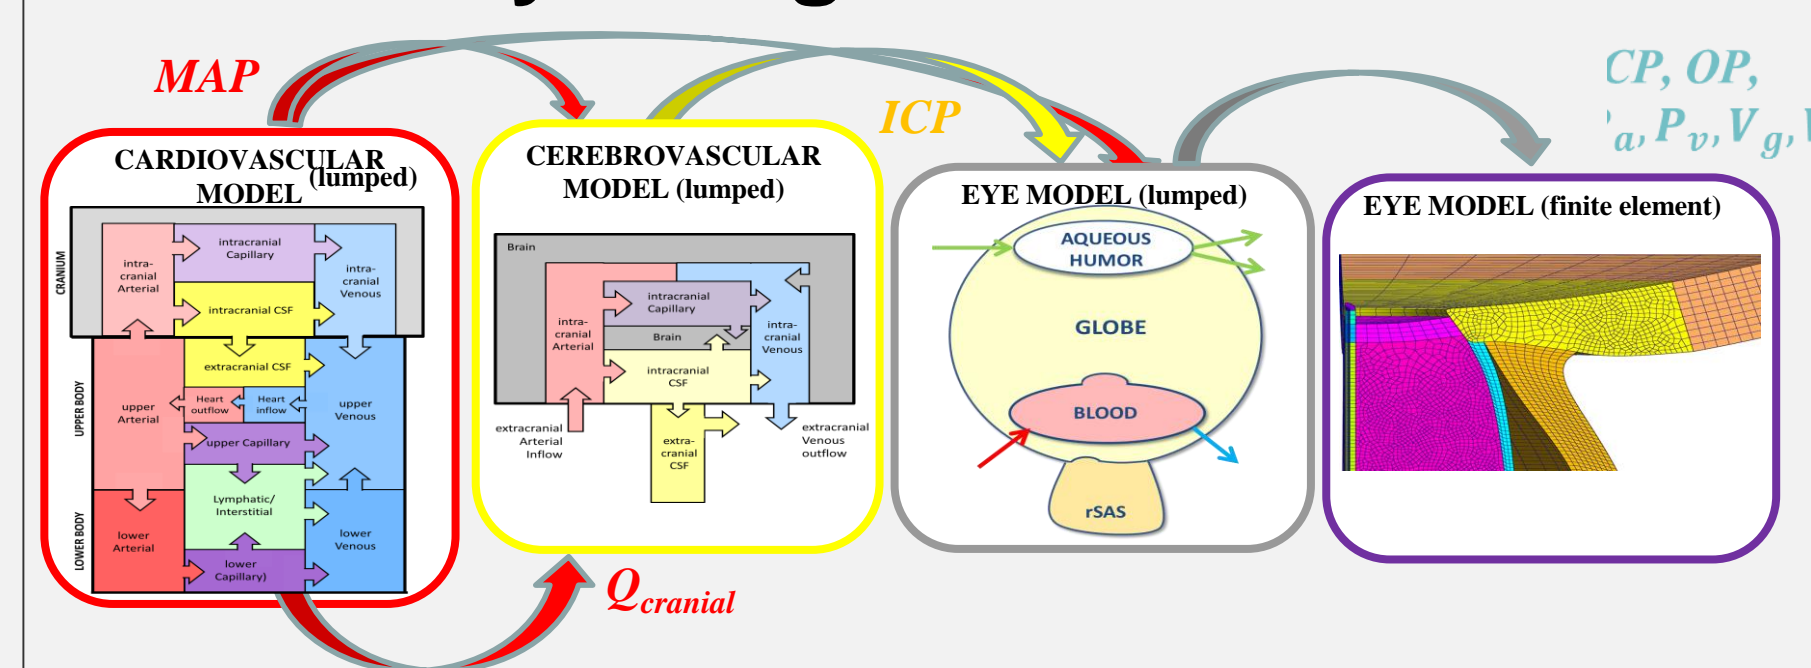 MAP
ICP
CP, OP,
a, Pv, Vg,
CARDIOVASCULAR
MODEL (lumped)
CRANIUM
UPPER BODY
LOWER BODY
intra-
cranial
Arterial
intracranial
Capillary
intra-
cranial
Venous
intracranial CSF
extracranial CSF
upper
Arterial
Heart
outflow
Heart
inflow
upper
Venous
upper Capillary
Lymphatic/
Interstitial
lower
Arterial
lower
Venous
lower
Capillary)
CEREBROVASCULAR
MODEL (lumped)
Brain
intra-
cranial
Arterial
intracranial
Capillary
Brain
intra-
cranial
Venous
intracranial
CSF
extracranial
Arterial
Inflow
extra-
cranial
CSF
extracranial
Venous
outflow
Qcranial
EYE MODEL (lumped)
AQUEOUS
HUMOR
GLOBE
BLOOD
rSAS
EYE MODEL (finite element)